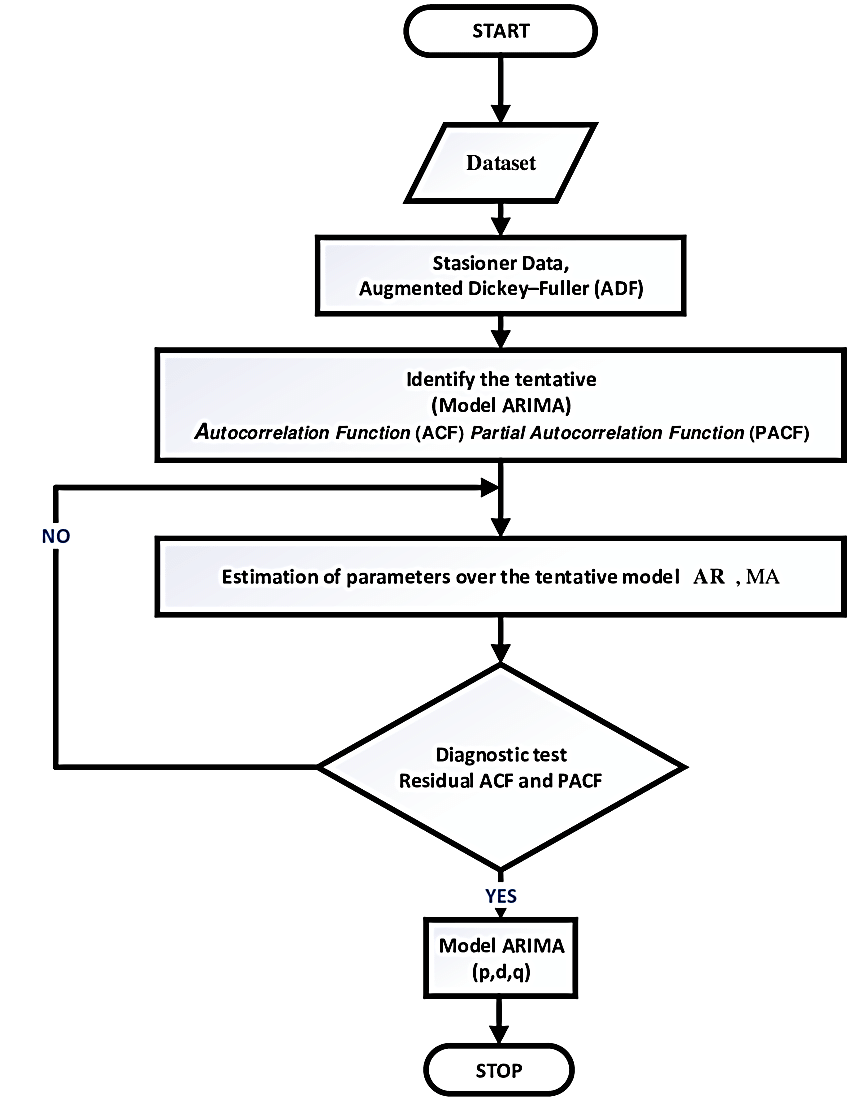 START
Dataset
Stasioner Data,
Augmented Dickey–Fuller (ADF)
Identify the tentative
(Model ARIMA)
Autocorrelation Function (ACF) Partial Autocorrelation Function (PACF)
NO
Estimation of parameters over the tentative model AR , MA
Diagnostic test
Residual ACF and PACF
YES
Model ARIMA
(p,d,q)
STOP